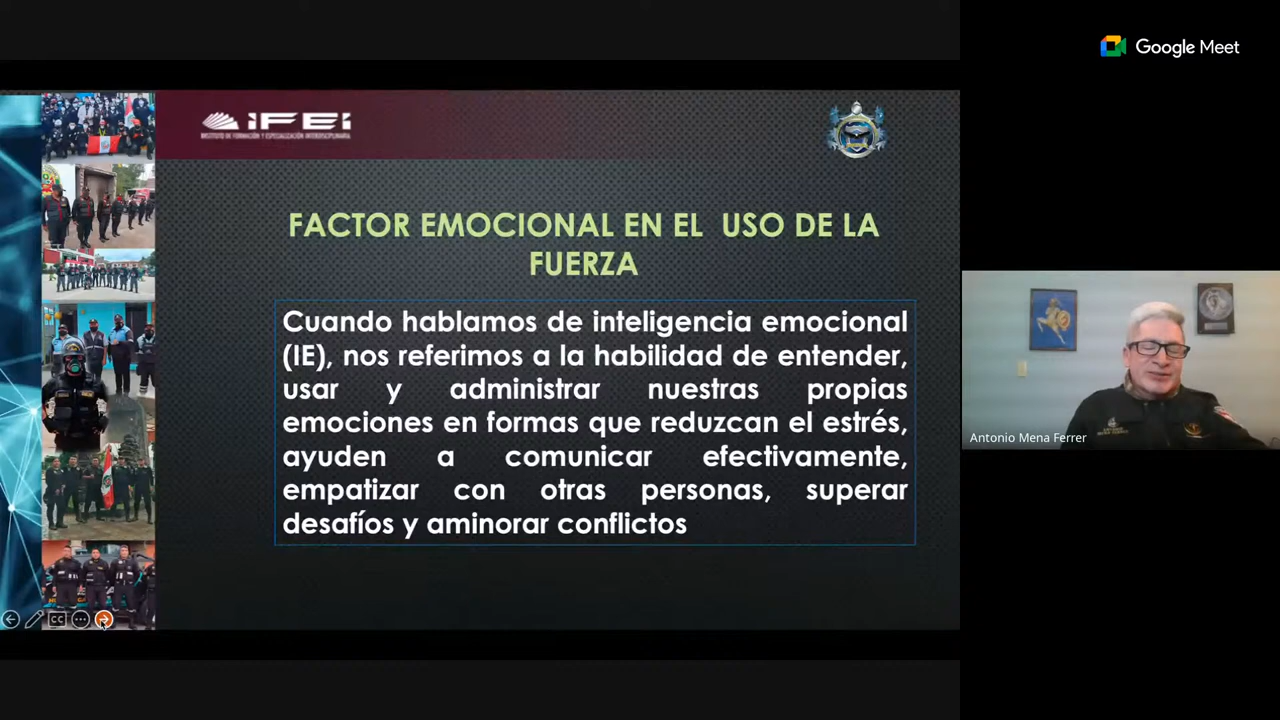 Google Meet
IFEI
INSTITUTO DE FORMACIÓN Y ESPECIALIZACIÓN INTERDISCIPLINARIA
FACTOR EMOCIONAL EN EL USO DE LA
FUERZA
Cuando hablamos de inteligencia emocional
(IE), nos referimos a la habilidad de entender,
usar y administrar nuestras propias
emociones en formas que reduzcan el estrés,
ayuden a comunicar efectivamente,
empatizar con otras personas, superar
desafíos y aminorar conflictos
Antonio Mena Ferrer
CC